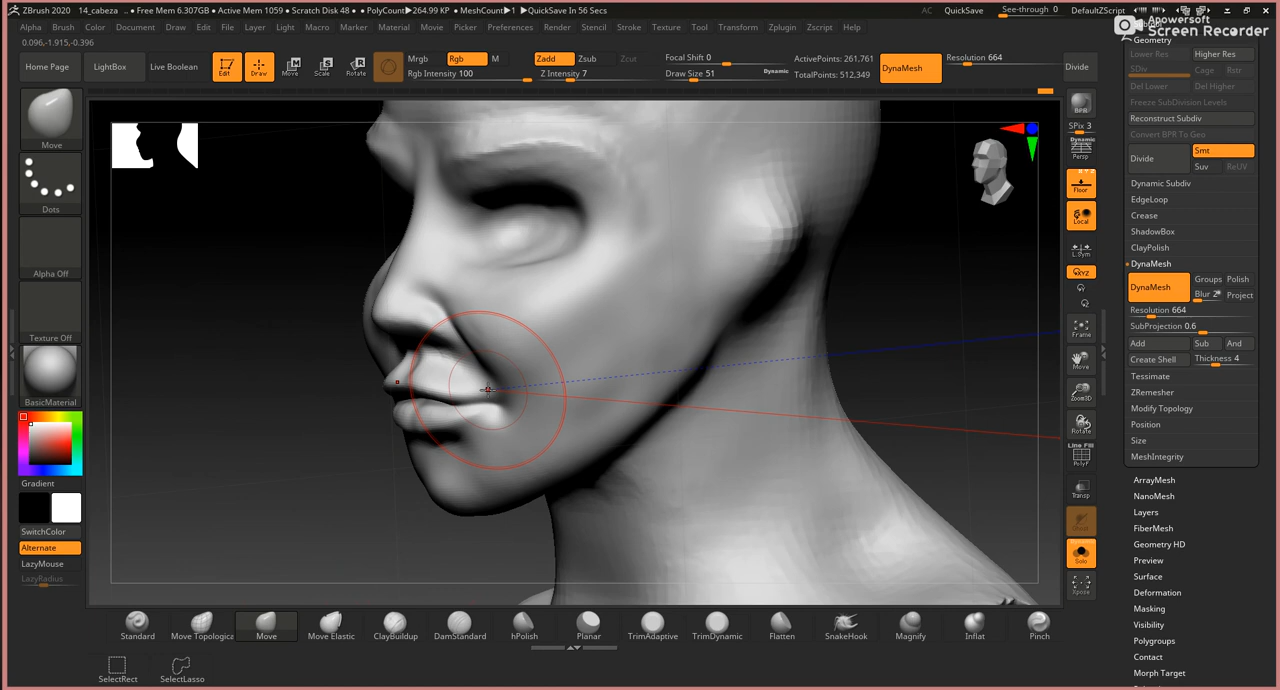 ZBrush 2020 14_cabeza .. ● Free Mem 6.307GB ● Active Mem 1059 ● Scratch Disk 48 ● PolyCount▶264.99 KP ● MeshCount▶1 ▶QuickSave In 56 Secs AC QuickSave See-through 0 DefaultZScript
Apowersoft
Screen Recorder
Alpha Brush Color Document Draw Edit File Layer Light Macro Marker Material Movie Picker Preferences Render Stencil Stroke Texture Tool Transform Zplugin Zscript Help
0.096,-1.915,-0.396
Home Page LightBox Live Boolean Edit Draw Move Scale Rotate
Mrgb Rgb M
Rgb Intensity 100
Zadd Zsub Zcut
Z Intensity 7
Focal Shift 0
Draw Size 51 Dynamic
ActivePoints: 261,761
TotalPoints: 512,349
DynaMesh
Resolution 664
Divide
Move
Dots
Alpha Off
Texture Off
BasicMaterial
Gradient
SwitchColor
Alternate
LazyMouse
LazyRadius
BPR
SPix 3
Dynamic
Persp
Floor
Local
L.Sym
XYZ
Frame
Move
Zoom3D
Rotate
Line Fill
PolyF
Transp
Ghost
Solo
Xpose
Geometry
Lower Res Higher Res
SDiv Cage Rstr
Del Lower Del Higher
Freeze SubDivision Levels
Reconstruct Subdiv
Convert BPR To Geo
Divide Smt
Suv ReUV
Dynamic Subdiv
EdgeLoop
Crease
ShadowBox
ClayPolish
DynaMesh
DynaMesh Groups Polish
Blur 2 Project
Resolution 664
SubProjection 0.6
Add Sub And
Create Shell Thickness 4
Tessimate
ZRemesher
Modify Topology
Position
Size
MeshIntegrity
ArrayMesh
NanoMesh
Layers
FiberMesh
Geometry HD
Preview
Surface
Deformation
Masking
Visibility
Polygroups
Contact
Morph Target
Standard Move Topologica Move Move Elastic ClayBuildup DamStandard hPolish Planar TrimAdaptive TrimDynamic Flatten SnakeHook Magnify Inflat Pinch
SelectRect SelectLasso